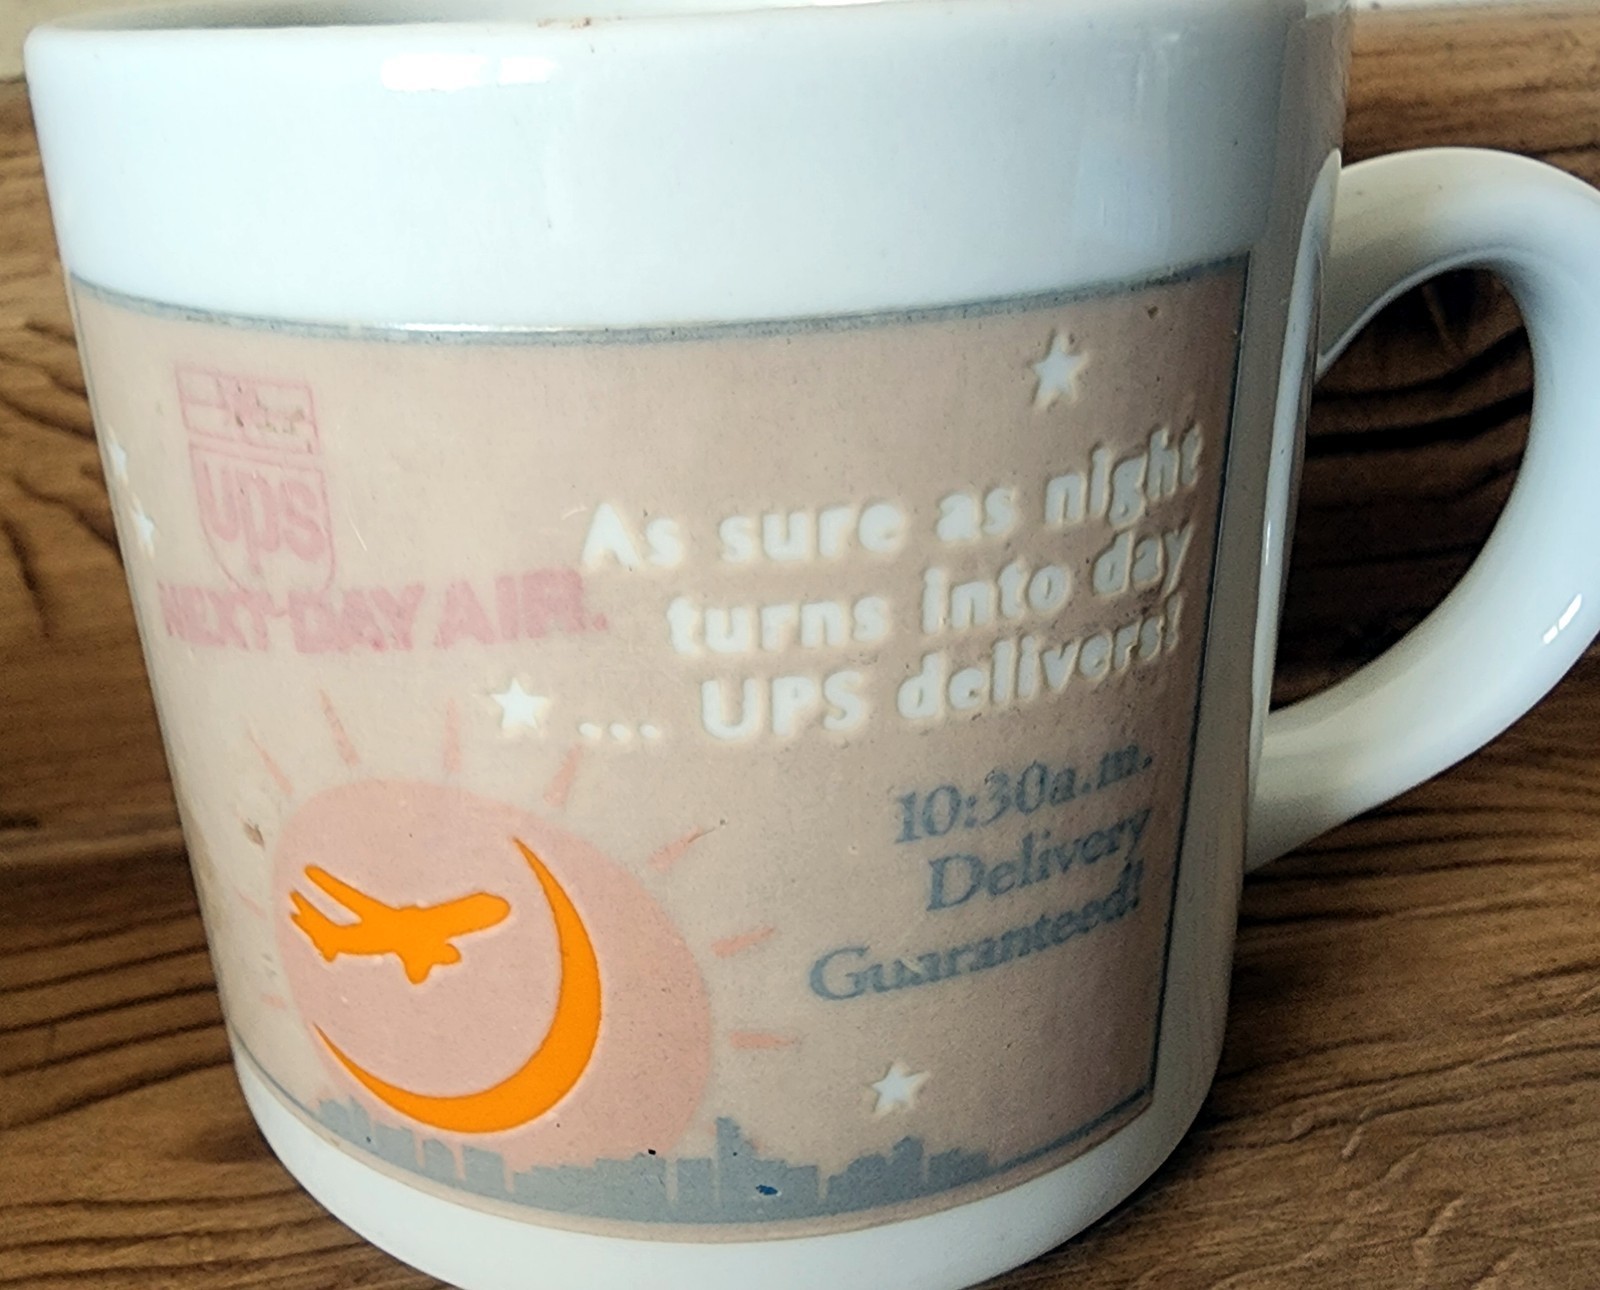 ups
NEXT DAY AIR.
As sure as night
turns into day
... UPS delivers!
10:30a.m.
Delivery
Guaranteed!